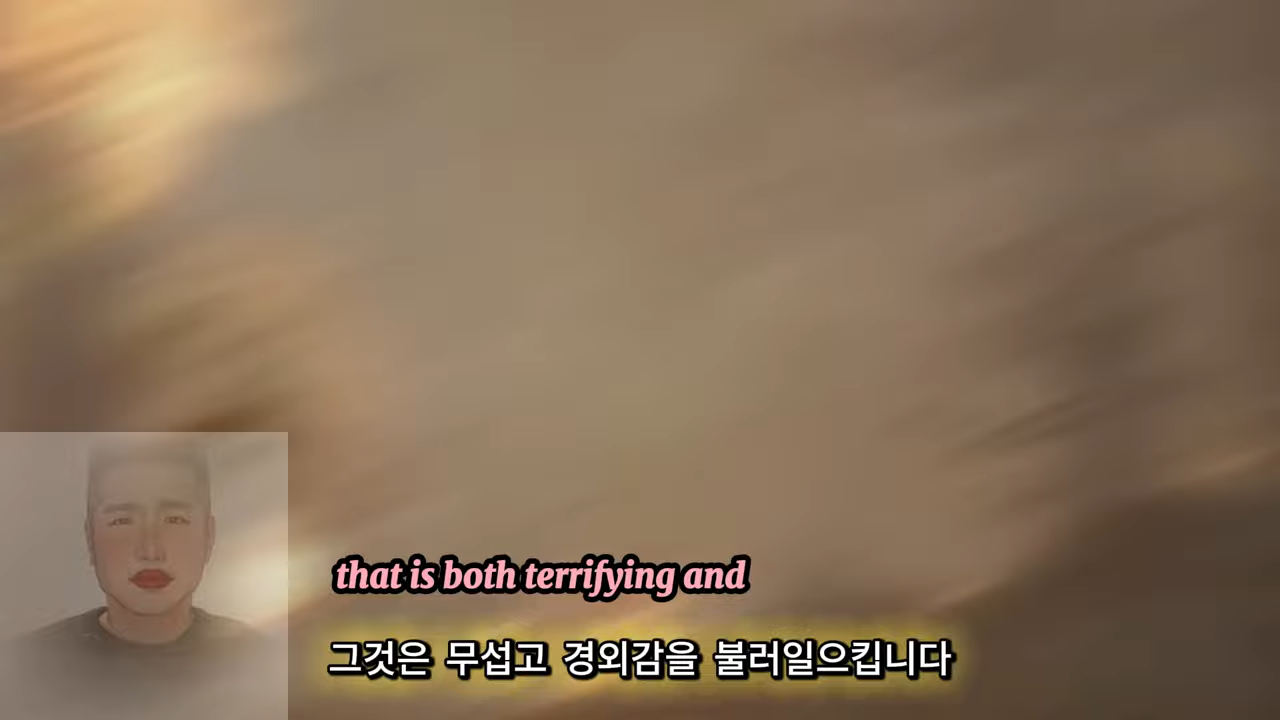 that is both terrifying and
그것은 무섭고 경외감을 불러일으킵니다